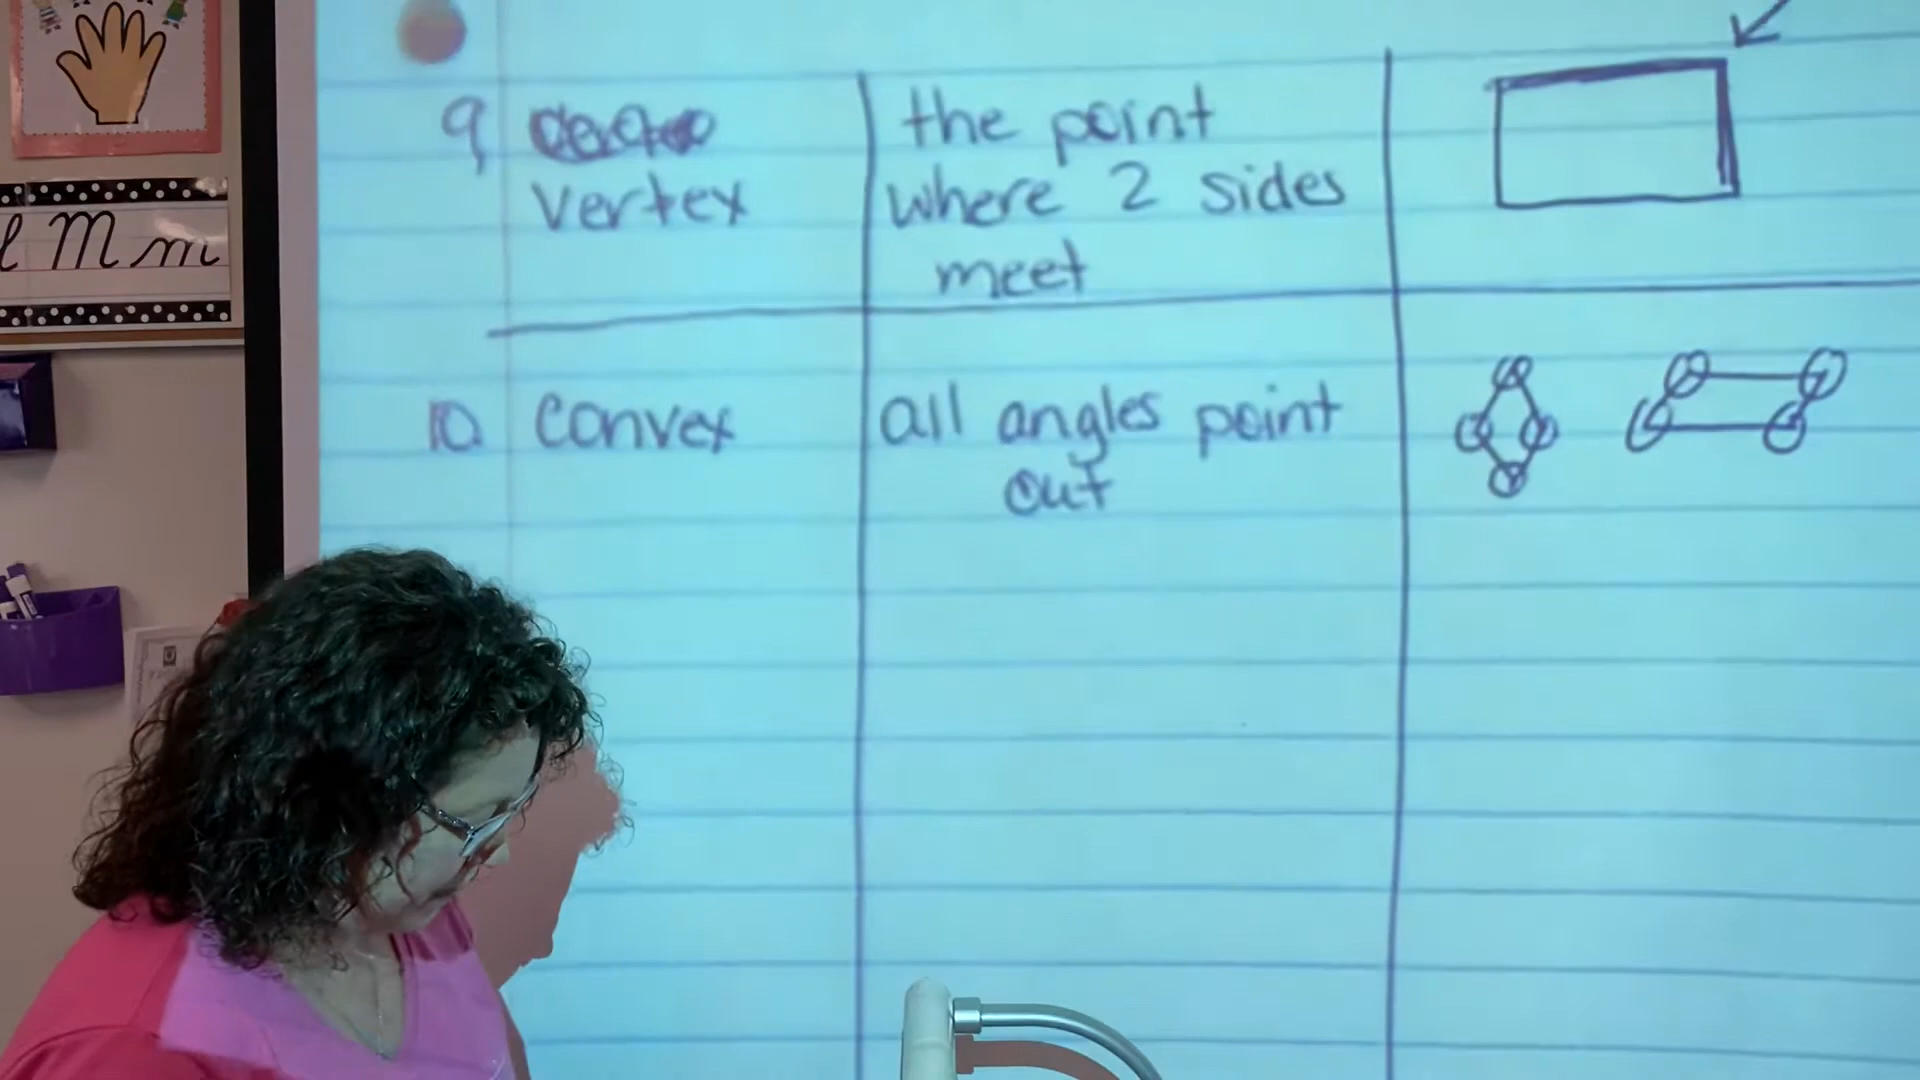 M m
9 vertex
the point
where 2 sides
meet
10 convex
all angles point
out